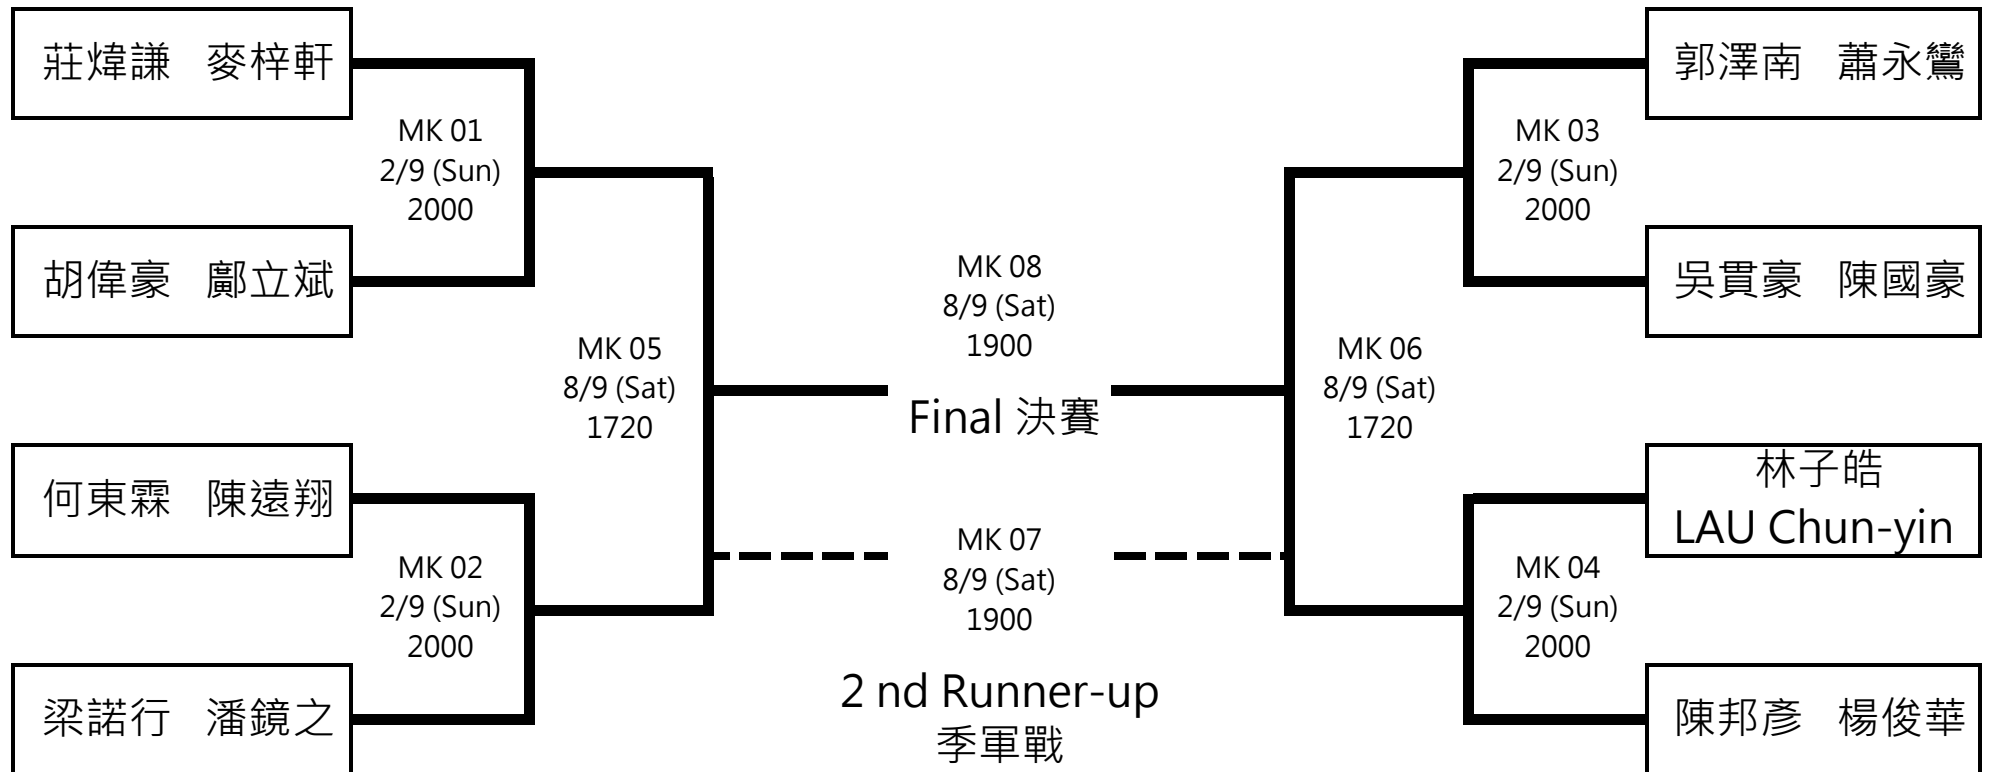 莊煒謙 麥梓軒
MK 01
2/9 (Sun)
2000
胡偉豪 鄺立斌
MK 05
8/9 (Sat)
1720
何東霖 陳遠翔
MK 02
2/9 (Sun)
2000
梁諾行 潘鏡之
MK 08
8/9 (Sat)
1900
Final 決賽
MK 07
8/9 (Sat)
1900
2 nd Runner-up
季軍戰
郭澤南 蕭永鸞
MK 03
2/9 (Sun)
2000
吳貫豪 陳國豪
MK 06
8/9 (Sat)
1720
林子皓
LAU Chun-yin
MK 04
2/9 (Sun)
2000
陳邦彥 楊俊華